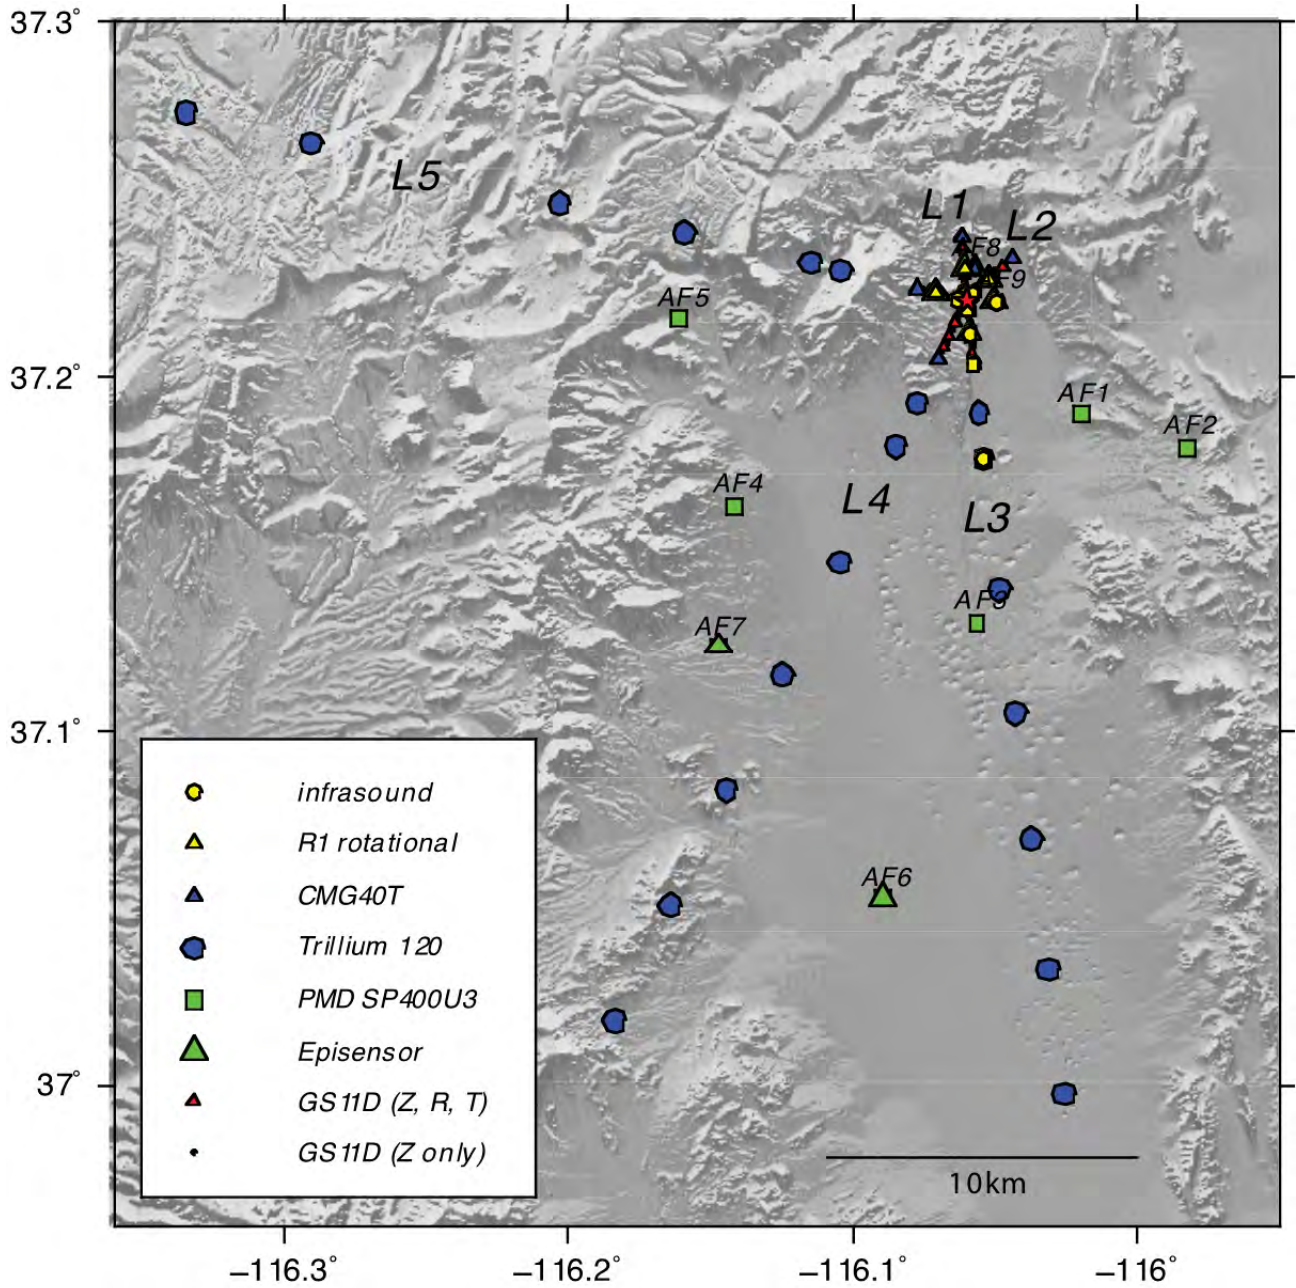 37.3°
L5
L1
L2
F8
F9
AF5
37.2°
AF1
AF2
AF4
L4
L3
AF7
37.1°
infrasound
R1 rotational
CMG40T
Trillium 120
PMD SP400U3
Episensor
GS11D (Z, R, T)
GS11D (Z only)
AF6
37°
10km
−116.3°
−116.2°
−116.1°
−116°